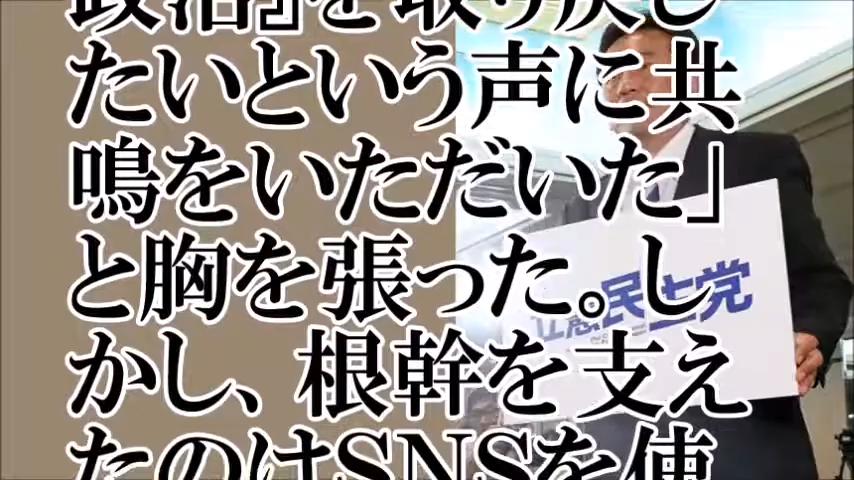 政治』を取り戻し
たいという声に共
鳴をいただいた」
と胸を張った。し
かし、根幹を支え
たのはSNSを使
立憲民主党